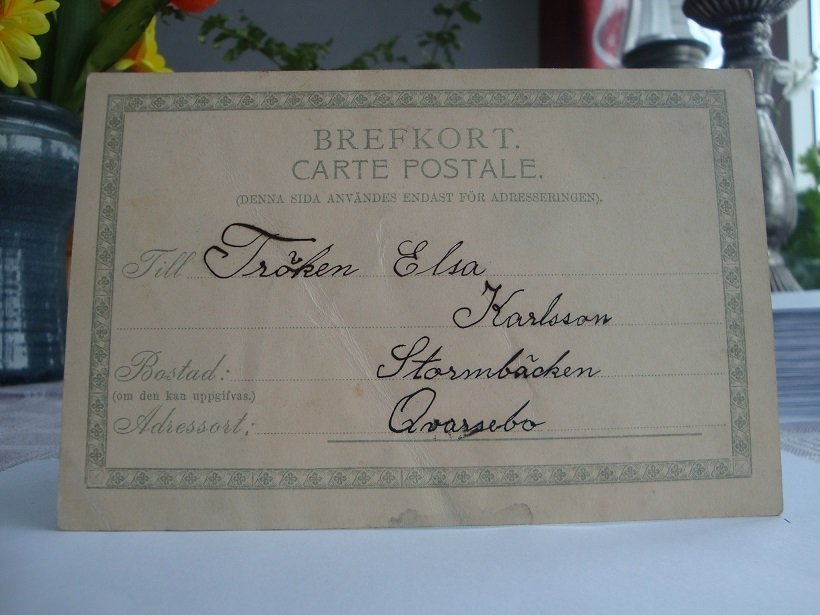 BREFKORT.
CARTE POSTALE.
(DENNA SIDA ANVÄNDES ENDAST FÖR ADRESSERINGEN).
Till Fröken Elsa
Karlsson
Bostad: Stormbäcken
(om den kan uppgifvas.)
Adressort: Qvarsebo